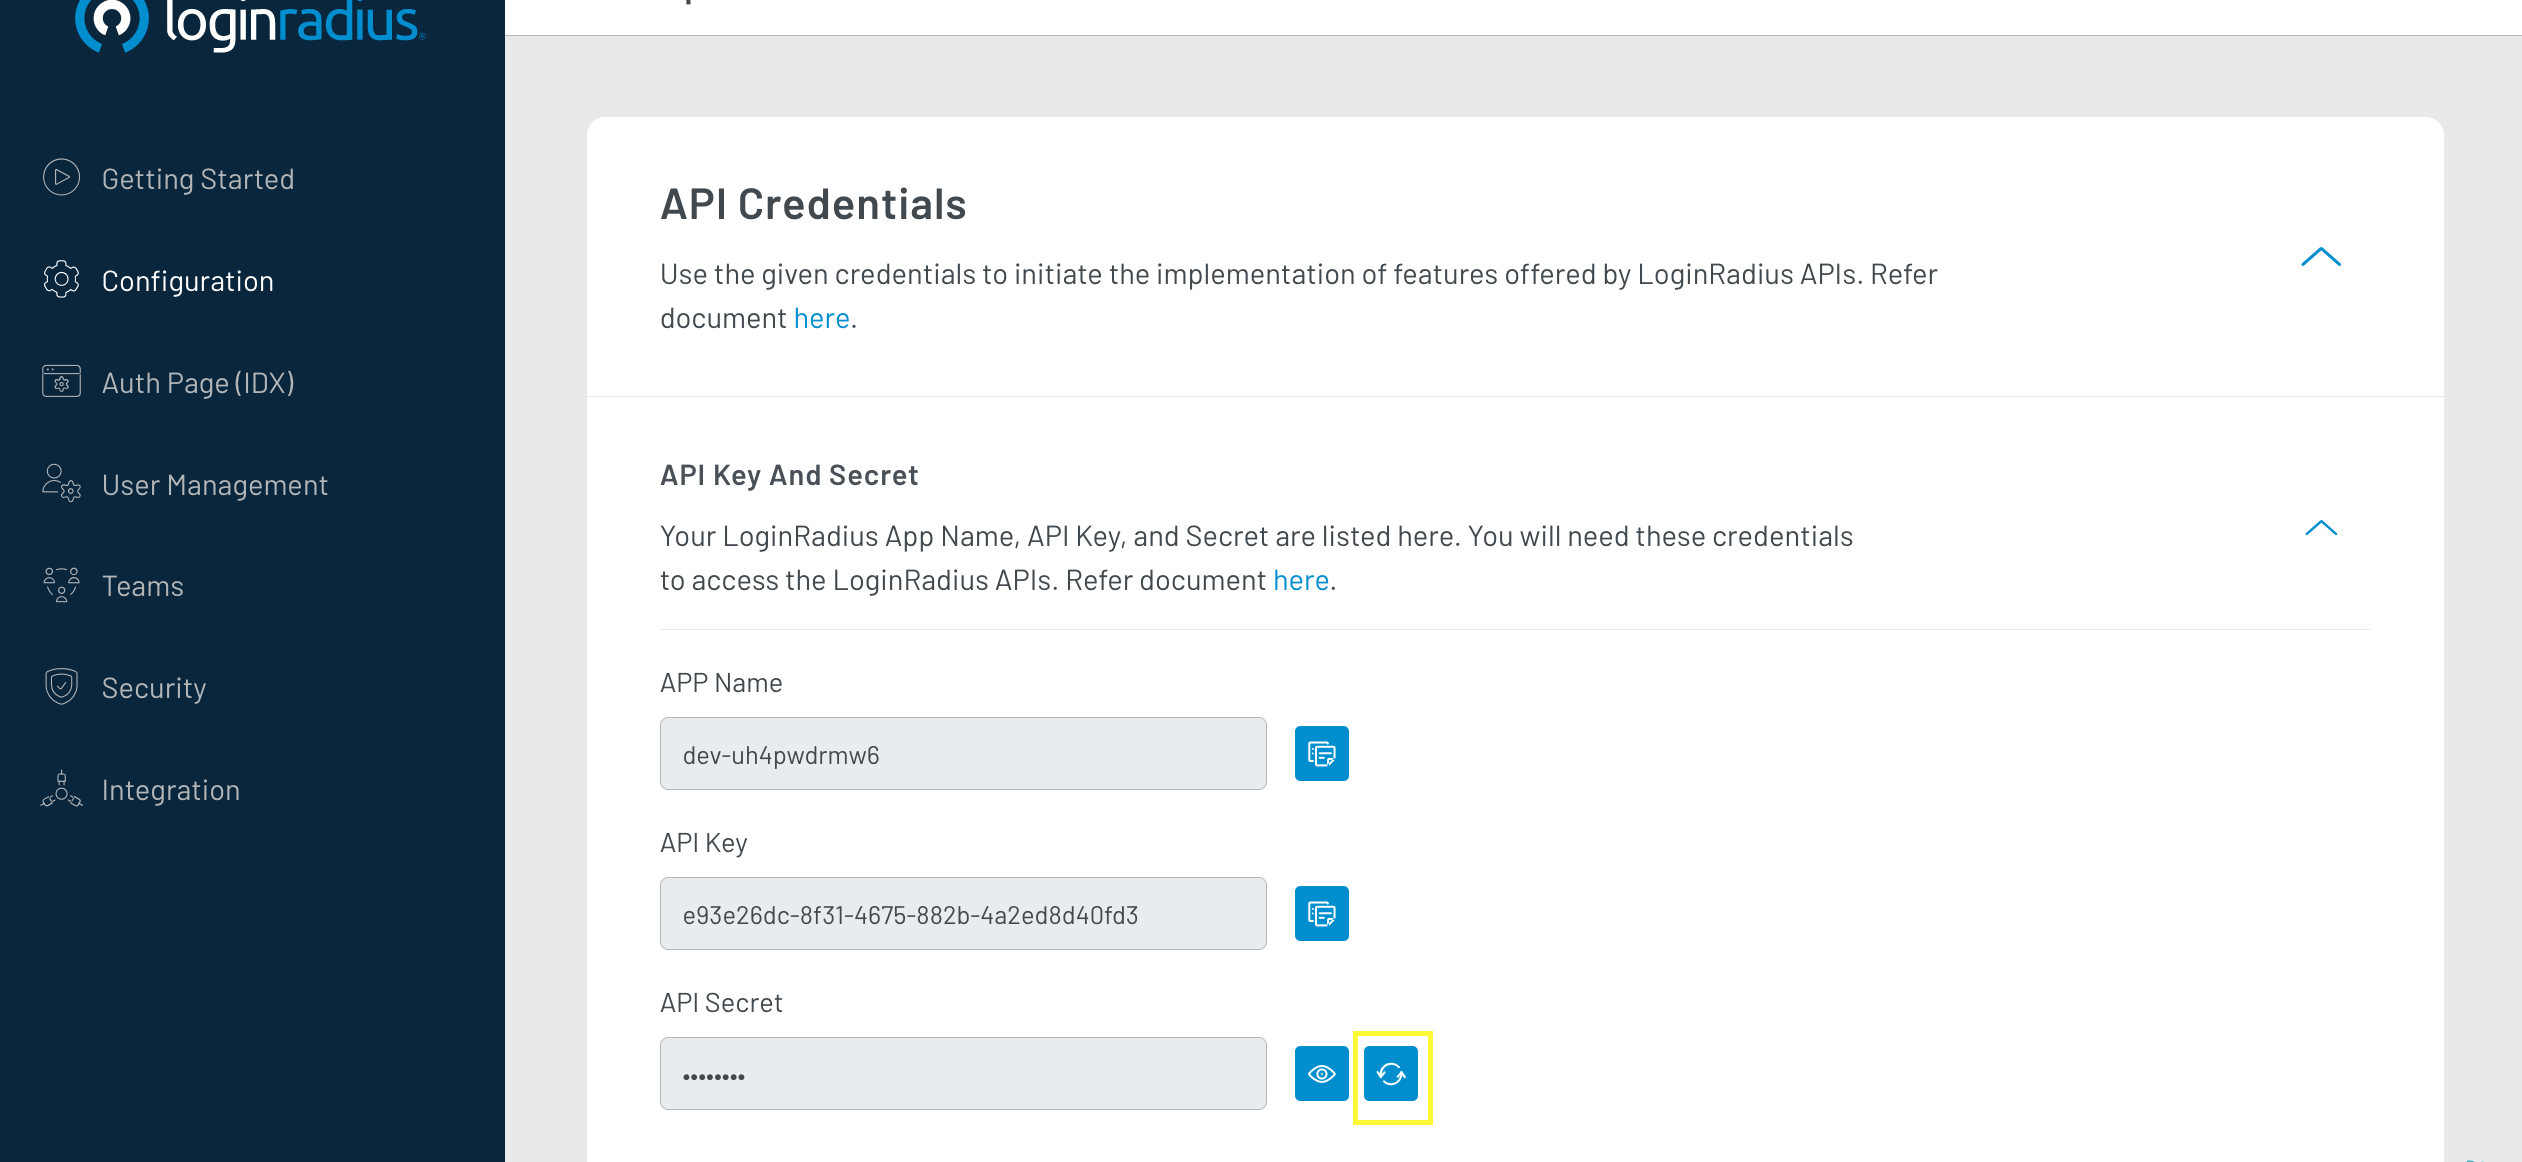 loginradius
Getting Started
Configuration
Auth Page (IDX)
User Management
Teams
Security
Integration
API Credentials
Use the given credentials to initiate the implementation of features offered by LoginRadius APIs. Refer
document here.
API Key And Secret
Your LoginRadius App Name, API Key, and Secret are listed here. You will need these credentials
to access the LoginRadius APIs. Refer document here.
APP Name
dev-uh4pwdrmw6
API Key
e93e26dc-8f31-4675-882b-4a2ed8d40fd3
API Secret
••••••••